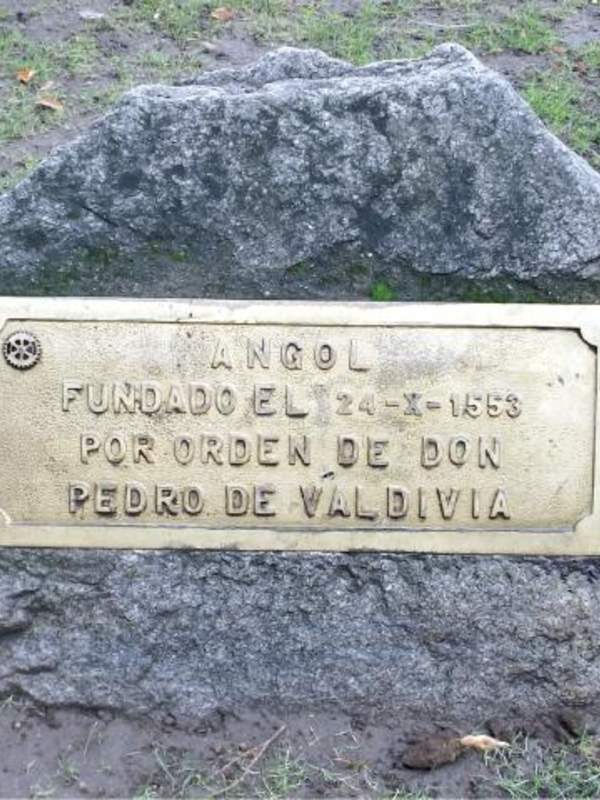 ANGOL
FUNDADO EL 24-X-1553
POR ORDEN DE DON
PEDRO DE VALDIVIA